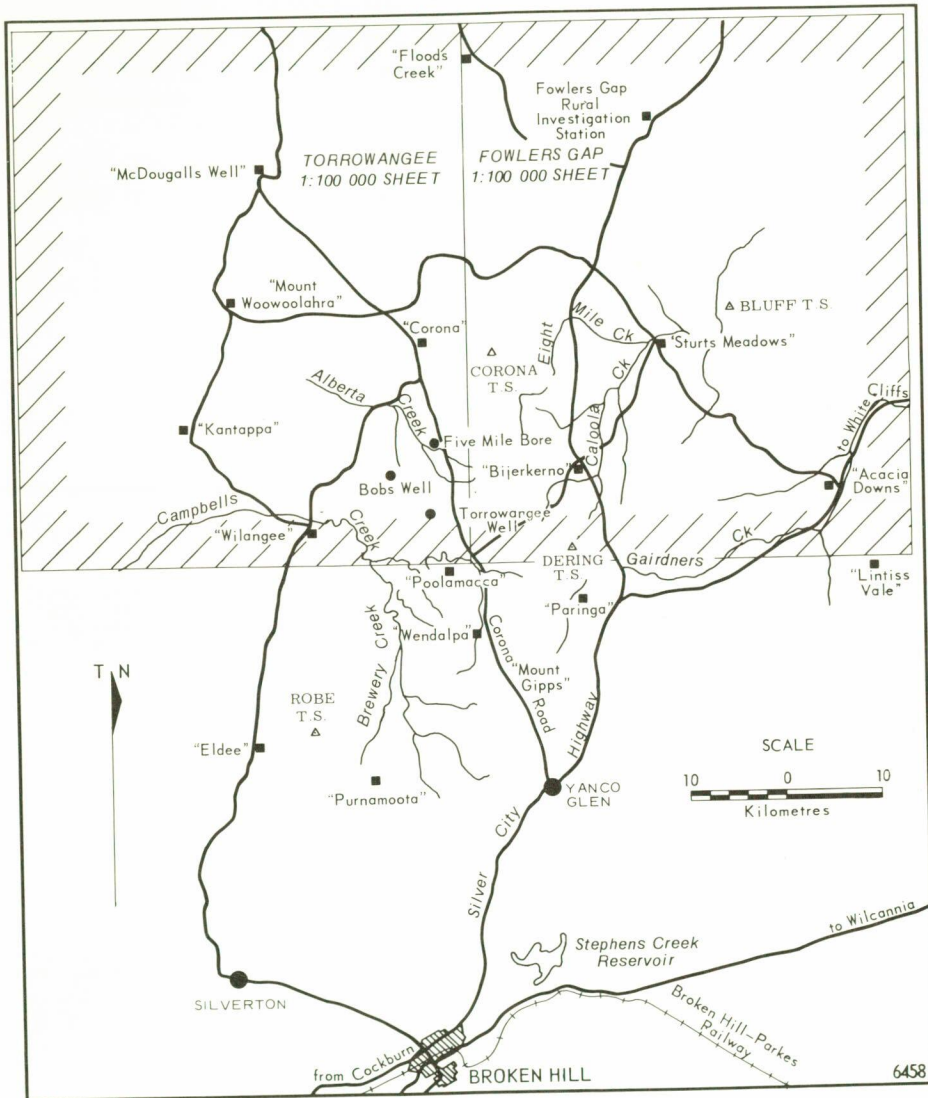 "Floods
Creek"
Fowlers Gap
Rural
Investigation
Station
TORROWANGEE
1:100 000 SHEET
FOWLERS GAP
1:100 000 SHEET
"McDougalls Well"
"Mount
Woowoolahra"
"Corona"
Eight Mile Ck
BLUFF T S
"Sturts Meadows"
CORONA
T.S.
Alberta Creek
Caloola Ck
to White Cliffs
"Kantappa"
Five Mile Bore
"Bijerkerno"
Bobs Well
"Acacia
Downs"
Campbells Creek
Torrowangee
Well
"Wilangee"
DERING
T.S.
Gairdners Ck
"Poolamacca"
"Lintiss
Vale"
"Paringa"
"Wendalpa"
Brewery Creek
Corona Road
"Mount
Gipps"
T N
ROBE
T.S.
"Eldee"
"Purnamoota"
YANCO
GLEN
SCALE
10 0 10
Kilometres
Silver City Highway
to Wilcannia
Stephens Creek
Reservoir
SILVERTON
Broken Hill-Parkes
Railway
from Cockburn
BROKEN HILL
6458